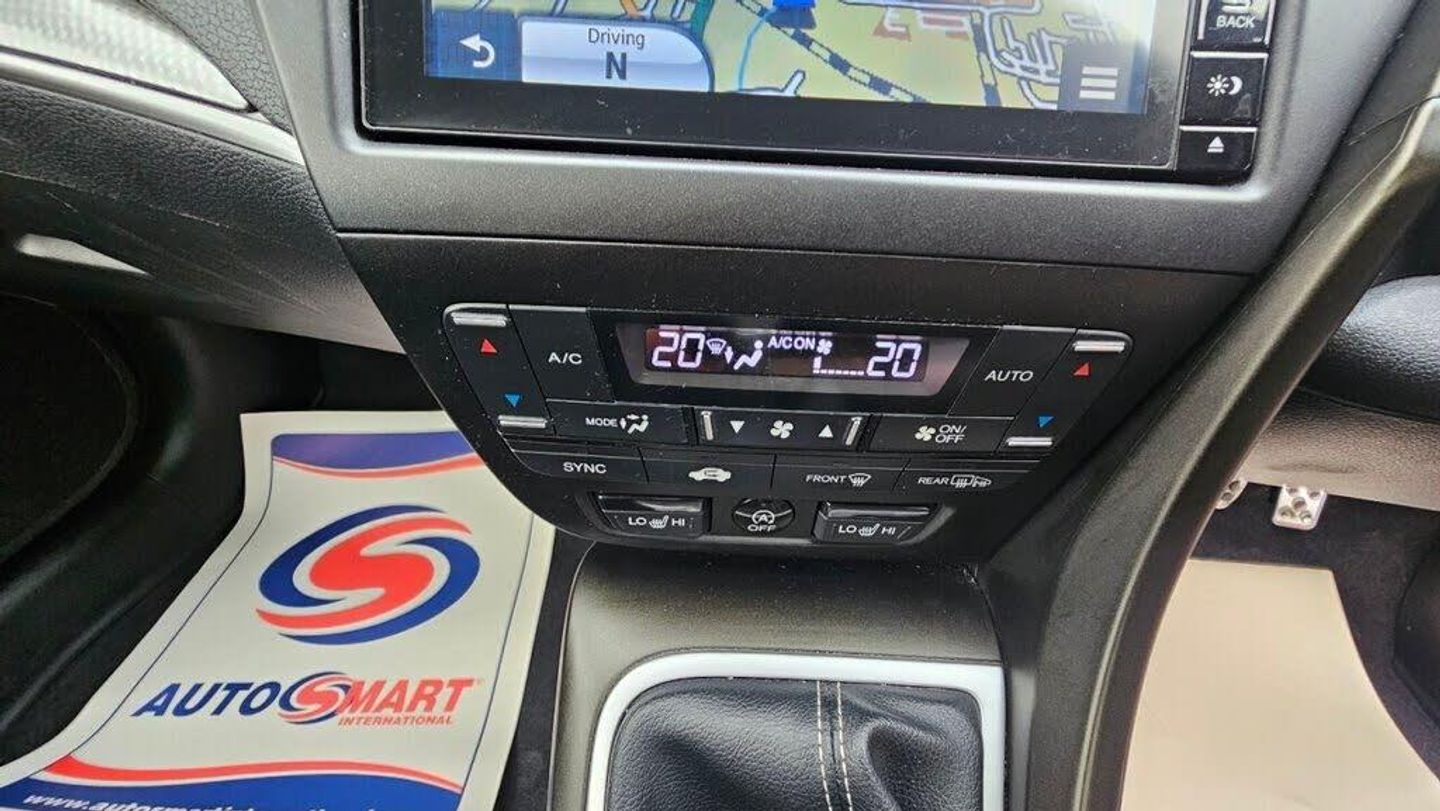 BACK
Driving
N
20 A/C ON 20
A/C
AUTO
MODE
ON/
OFF
SYNC
FRONT
REAR
LO HI
A
OFF
LO HI
AUTOSMART
INTERNATIONAL